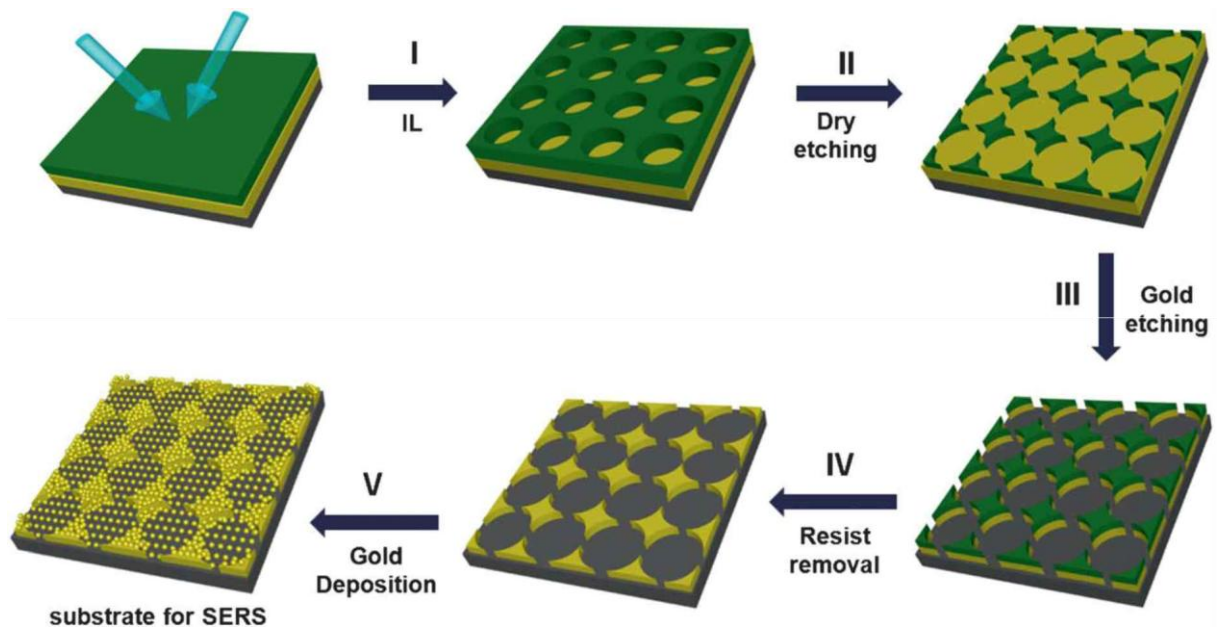 I
IL
II
Dry
etching
III
Gold
etching
IV
Resist
removal
V
Gold
Deposition
substrate for SERS